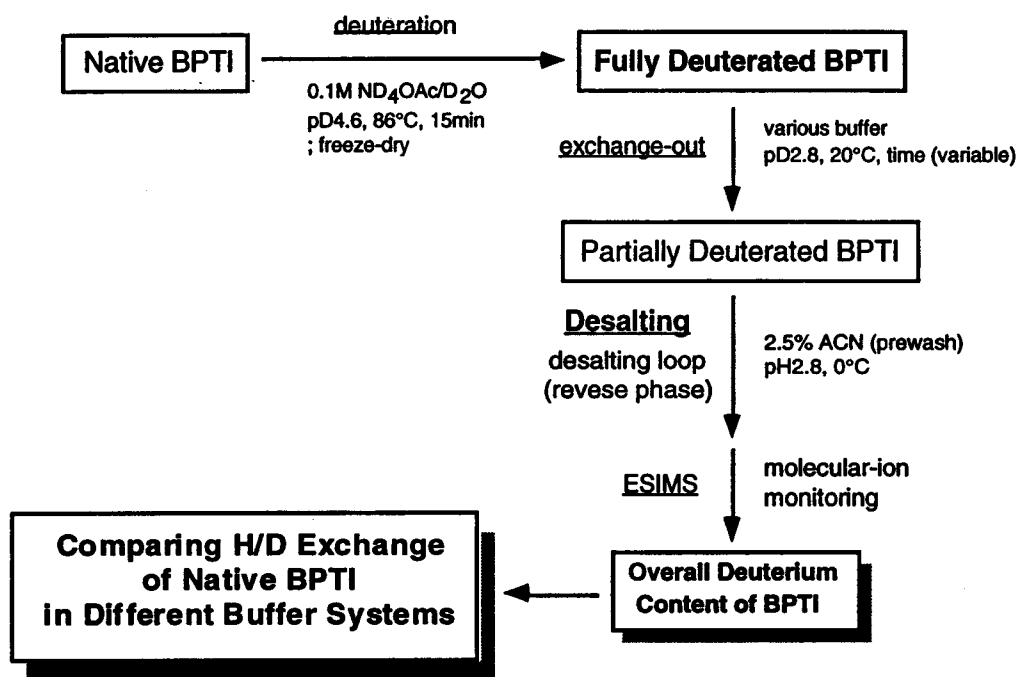 deuteration
Native BPTI
Fully Deuterated BPTI
0.1M ND4OAc/D2O
pD4.6, 86°C, 15min
; freeze-dry
exchange-out
various buffer
pD2.8, 20°C, time (variable)
Partially Deuterated BPTI
Desalting
desalting loop
(revese phase)
2.5% ACN (prewash)
pH2.8, 0°C
ESIMS
molecular-ion
monitoring
Comparing H/D Exchange
of Native BPTI
in Different Buffer Systems
Overall Deuterium
Content of BPTI